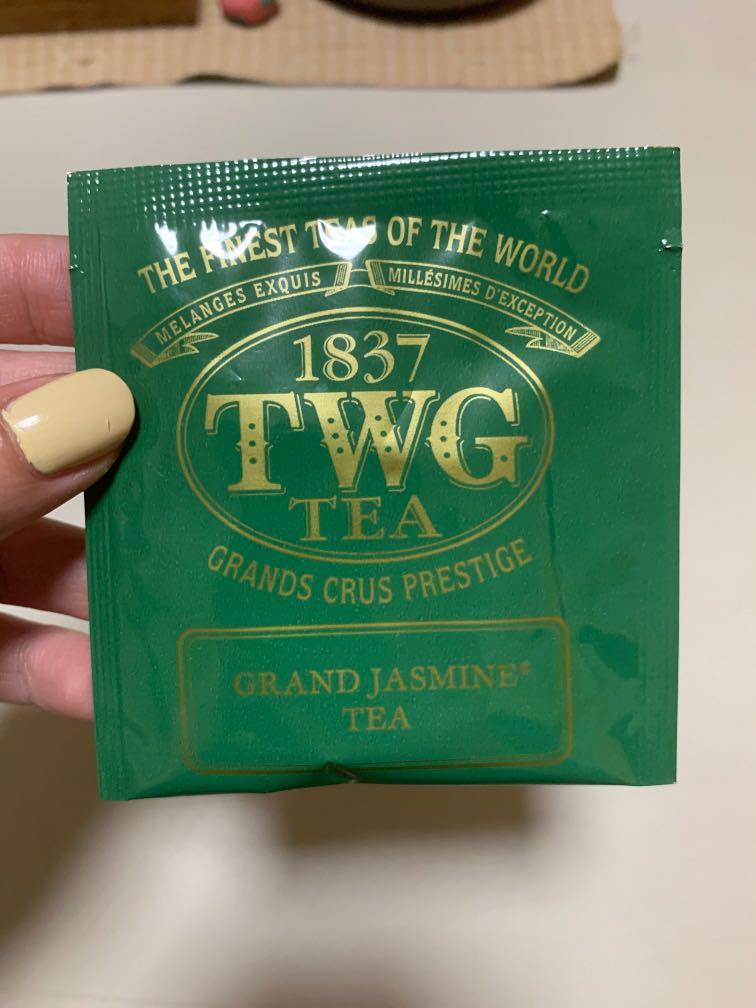 THE FINEST TEAS OF THE WORLD
MELANGES EXQUIS MILLÉSIMES D'EXCEPTION
1837
TWG
TEA
GRANDS CRUS PRESTIGE
GRAND JASMINE®
TEA